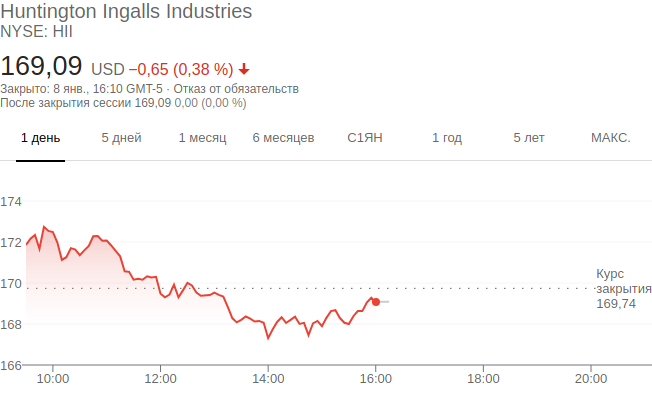 Huntington Ingalls Industries
NYSE: HII
169,09 USD −0,65 (0,38 %)
Закрыто: 8 янв., 16:10 GMT-5 · Отказ от обязательств
После закрытия сессии 169,09 0,00 (0,00 %)
1 день 5 дней 1 месяц 6 месяцев С1ЯН 1 год 5 лет МАКС.
174
172
170
168
166
Курс
закрытия
169,74
10:00 12:00 14:00 16:00 18:00 20:00